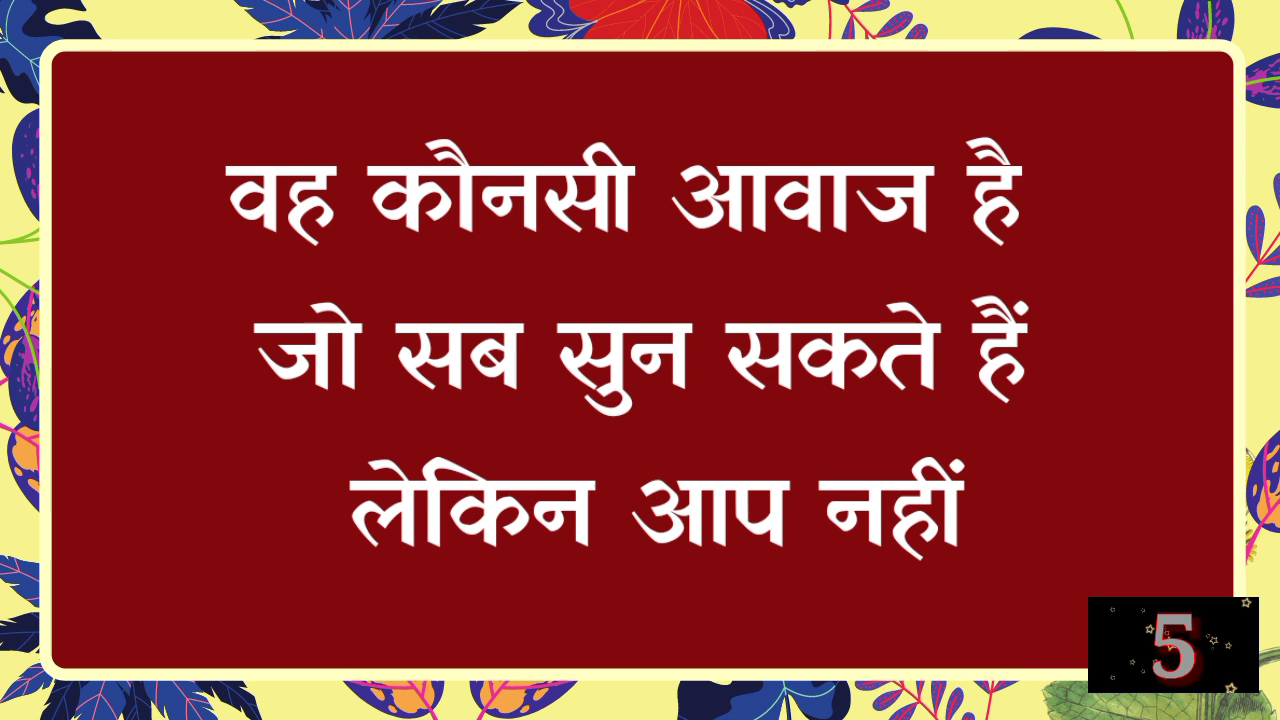 वह कौनसी आवाज है
जो सब सुन सकते हैं
लेकिन आप नहीं
5